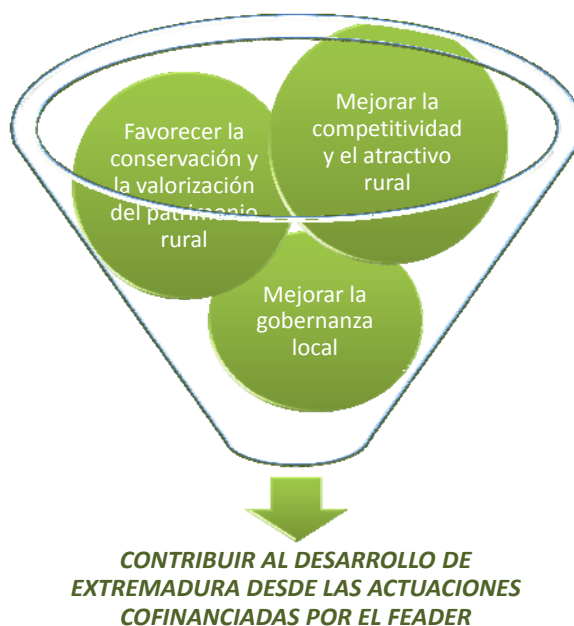 Favorecer la
conservación y
la valorización
del patrimonio
rural
Mejorar la
competitividad
y el atractivo
rural
Mejorar la
gobernanza
local
CONTRIBUIR AL DESARROLLO DE
EXTREMADURA DESDE LAS ACTUACIONES
COFINANCIADAS POR EL FEADER